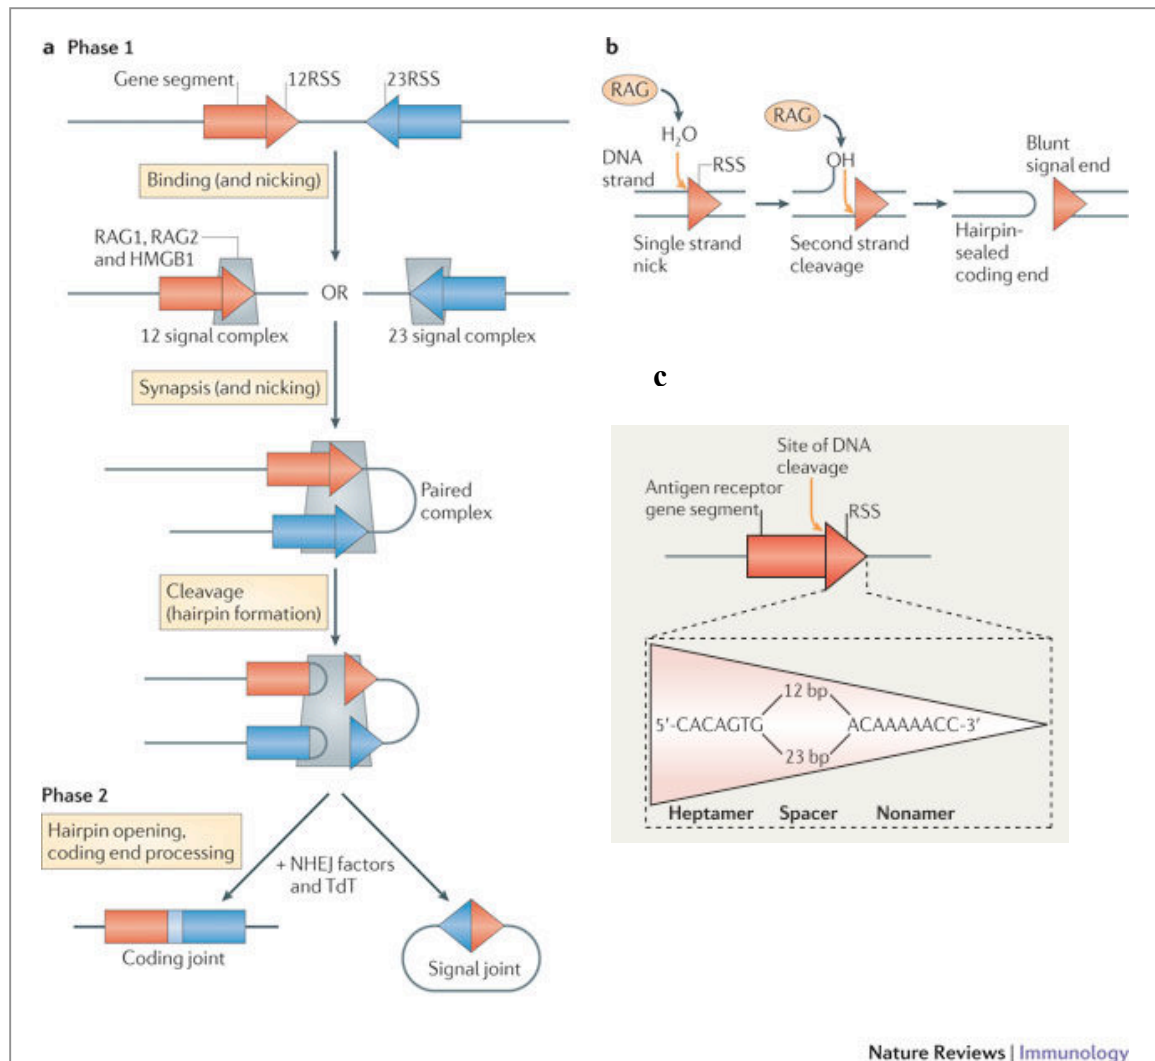 a Phase 1
Gene segment
12RSS
23RSS
Binding (and nicking)
RAG1, RAG2
and HMGB1
OR
12 signal complex
23 signal complex
Synapsis (and nicking)
Paired
complex
Cleavage
(hairpin formation)
Phase 2
Hairpin opening,
coding end processing
+ NHEJ factors
and TdT
Coding joint
Signal joint
b
RAG
H₂O
DNA
strand
RSS
Single strand
nick
RAG
OH
Second strand
cleavage
Blunt
signal end
Hairpin-
sealed
coding end
c
Site of DNA
cleavage
Antigen receptor
gene segment
RSS
12 bp
5′-CACAGTG
ACAAAAACC-3′
23 bp
Heptamer Spacer Nonamer
Nature Reviews | Immunology